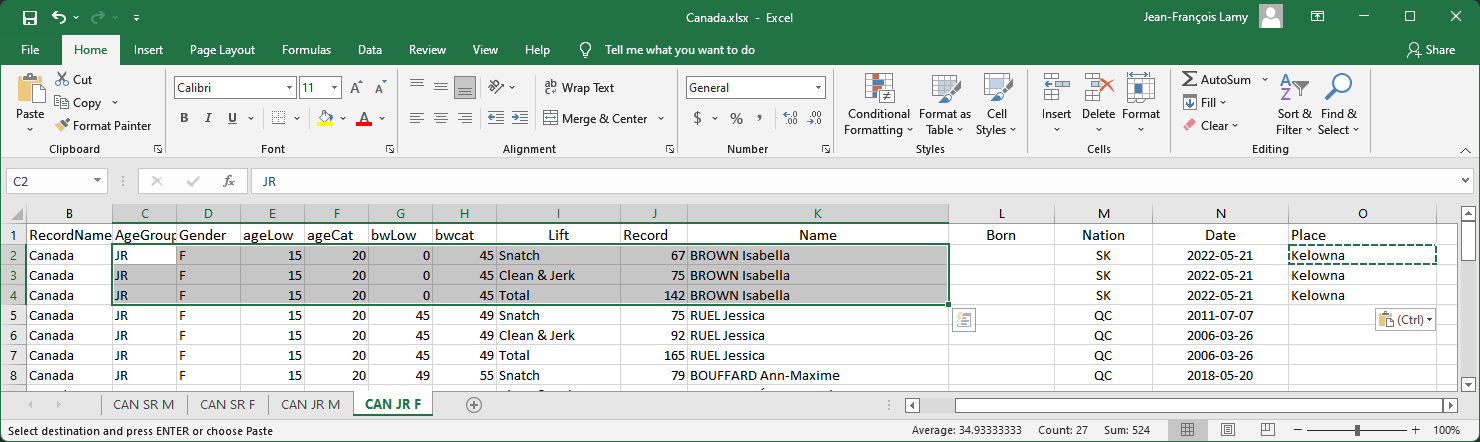 Canada.xlsx - Excel
Jean-François Lamy
File Home Insert Page Layout Formulas Data Review View Help Tell me what you want to do Share
Cut
Copy
Format Painter
Paste
Clipboard
Calibri 11
B I U
Font
Wrap Text
Merge & Center
Alignment
General
$ % ,
Number
Conditional Formatting
Format as Table
Cell Styles
Styles
Insert Delete Format
Cells
AutoSum
Fill
Clear
Sort & Filter
Find & Select
Editing
C2 fx JR
B C D E F G H I J K L M N O
1 RecordName AgeGroup Gender ageLow ageCat bwLow bwcat Lift Record Name Born Nation Date Place
2 Canada JR F 15 20 0 45 Snatch 67 BROWN Isabella SK 2022-05-21 Kelowna
3 Canada JR F 15 20 0 45 Clean & Jerk 75 BROWN Isabella SK 2022-05-21 Kelowna
4 Canada JR F 15 20 0 45 Total 142 BROWN Isabella SK 2022-05-21 Kelowna
5 Canada JR F 15 20 45 49 Snatch 75 RUEL Jessica QC 2011-07-07
6 Canada JR F 15 20 45 49 Clean & Jerk 92 RUEL Jessica QC 2006-03-26
7 Canada JR F 15 20 45 49 Total 165 RUEL Jessica QC 2006-03-26
8 Canada JR F 15 20 49 55 Snatch 79 BOUFFARD Ann-Maxime QC 2018-05-20
(Ctrl)
CAN SR M CAN SR F CAN JR M CAN JR F
Select destination and press ENTER or choose Paste
Average: 34.93333333 Count: 27 Sum: 524 100%